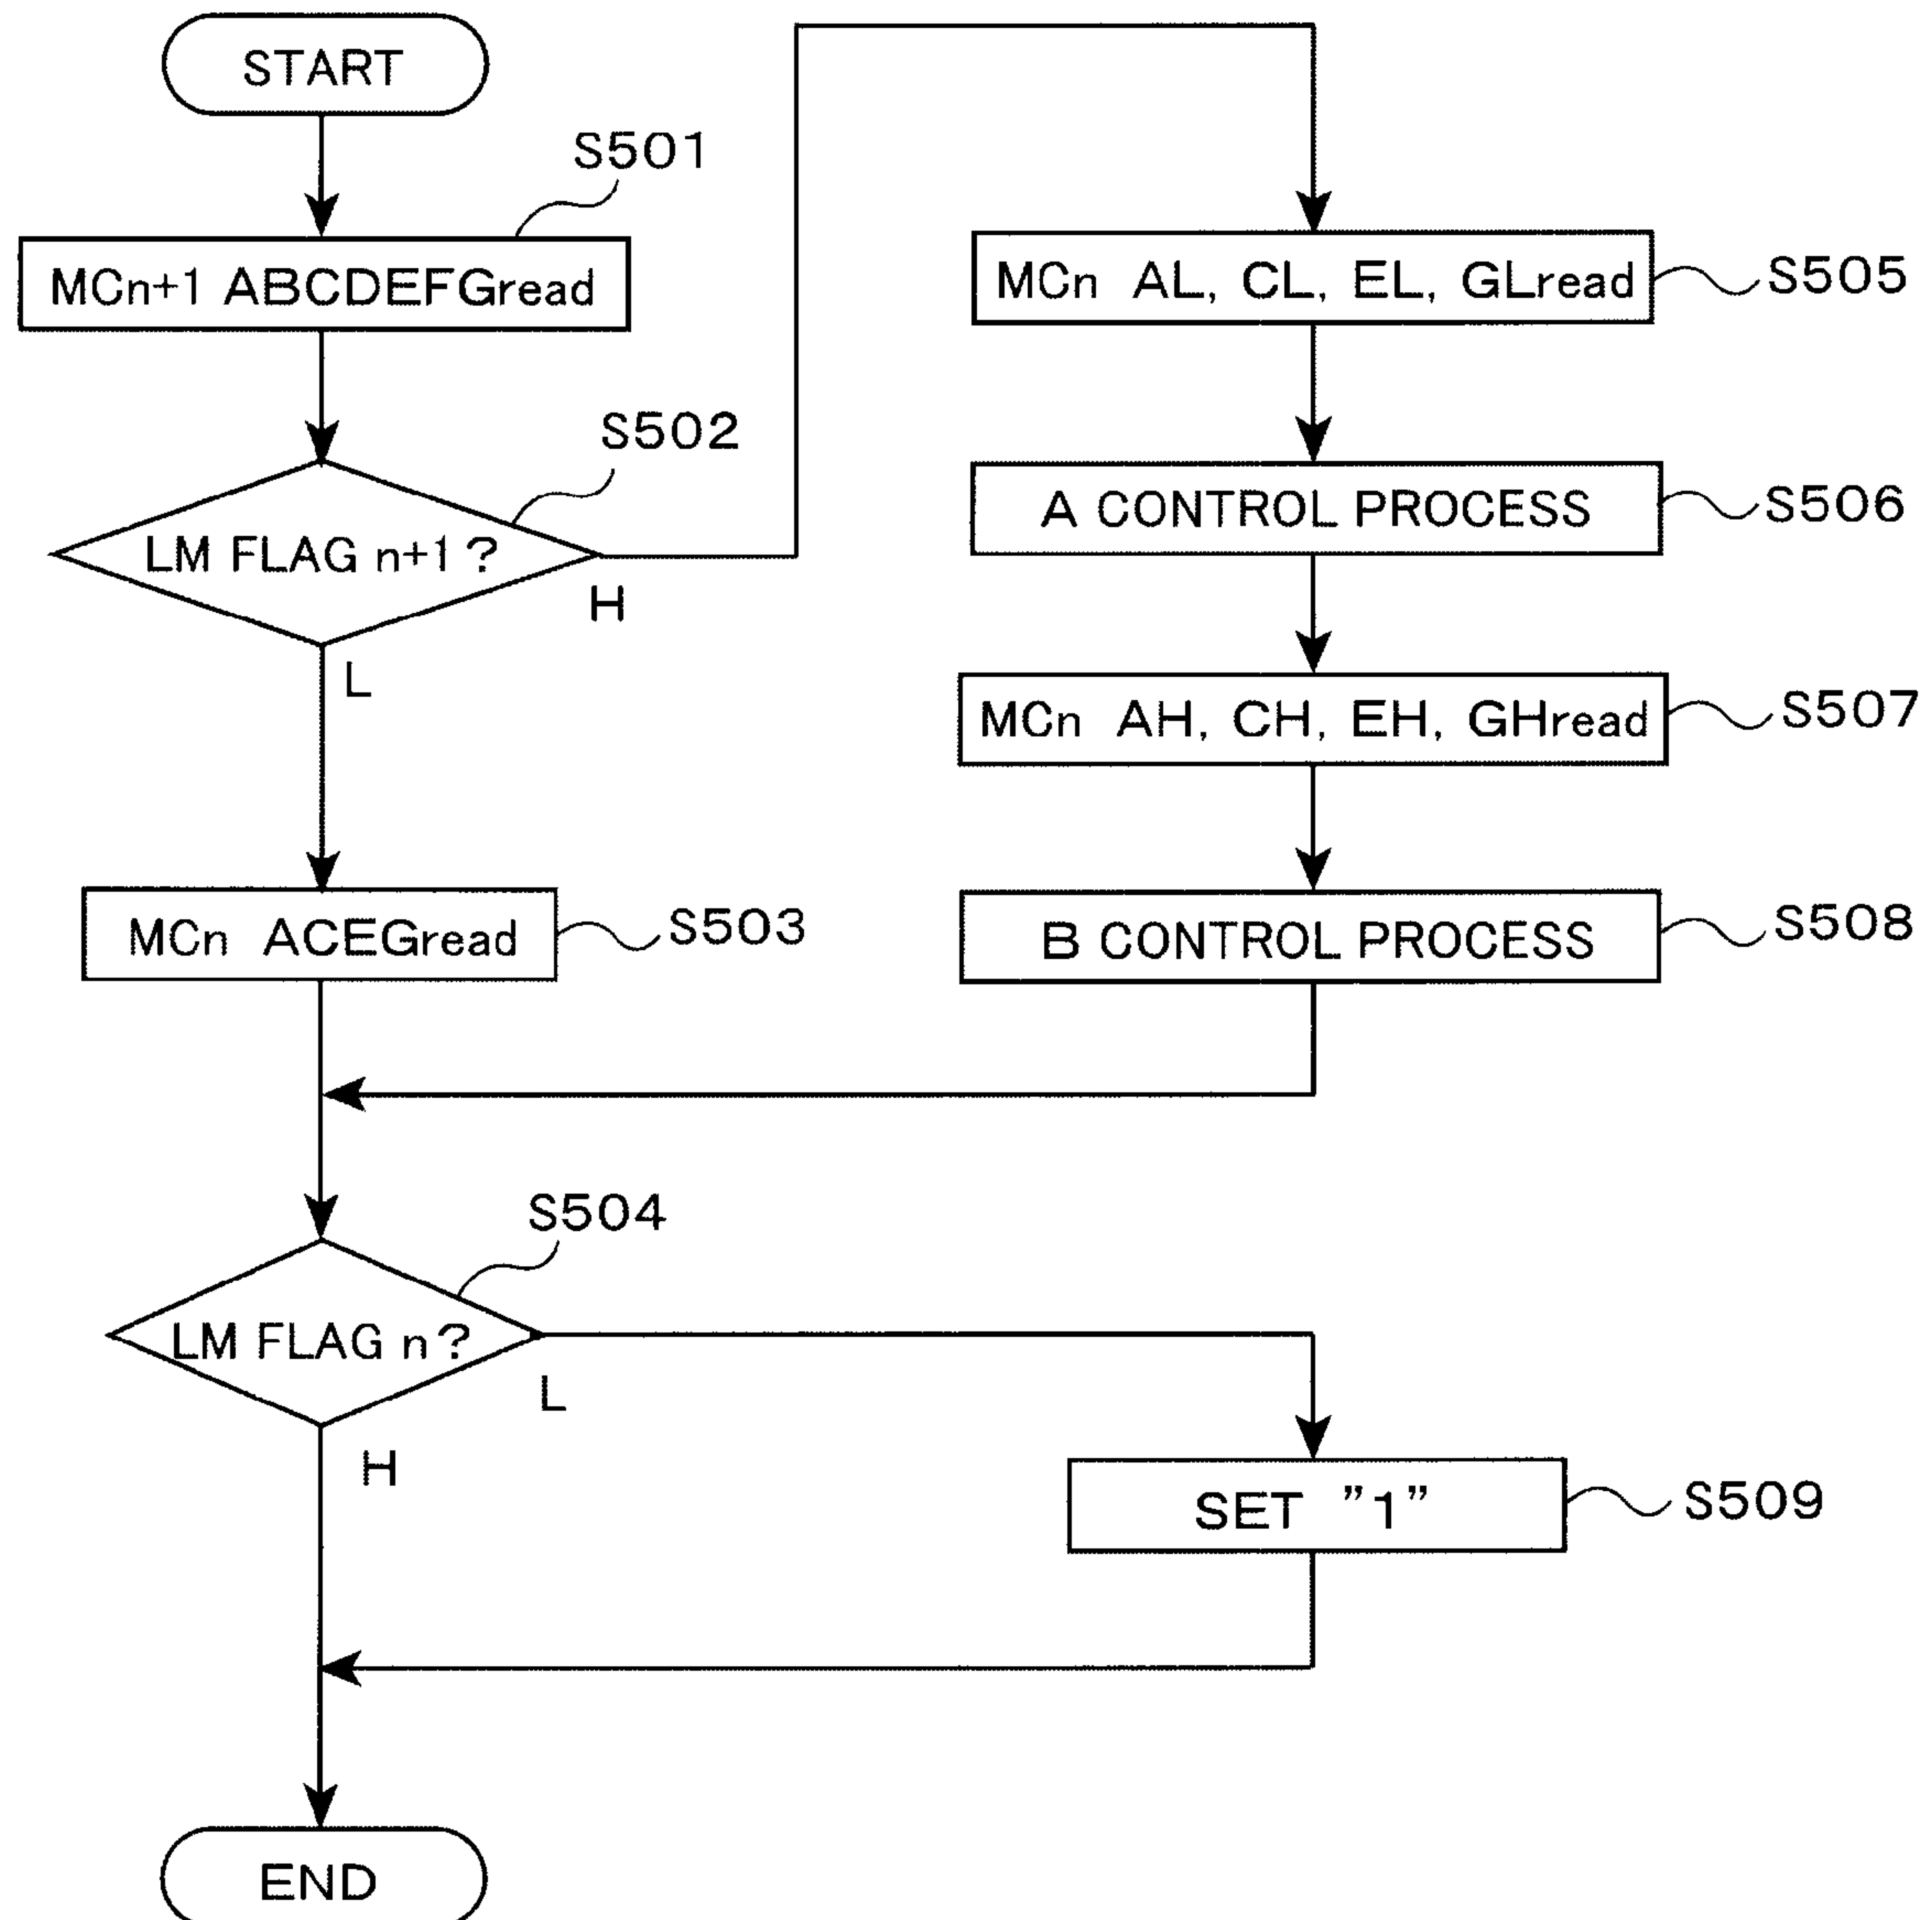 START
S501
MCn+1 ABCDEFGread
S502
LM FLAG n+1 ?
H
L
MCn ACEGread
S503
MCn AL, CL, EL, GLread
S505
A CONTROL PROCESS
S506
MCn AH, CH, EH, GHread
S507
B CONTROL PROCESS
S508
S504
LM FLAG n ?
L
H
SET ”1”
S509
END